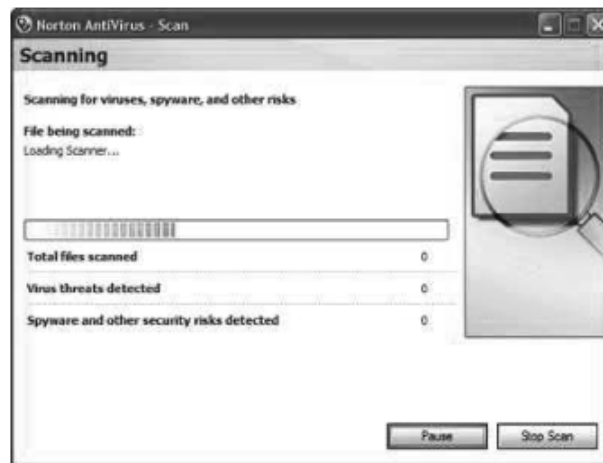 Norton AntiVirus - Scan
Scanning
Scanning for viruses, spyware, and other risks
File being scanned:
Loading Scanner...
Total files scanned 0
Virus threats detected 0
Spyware and other security risks detected 0
Pause Stop Scan